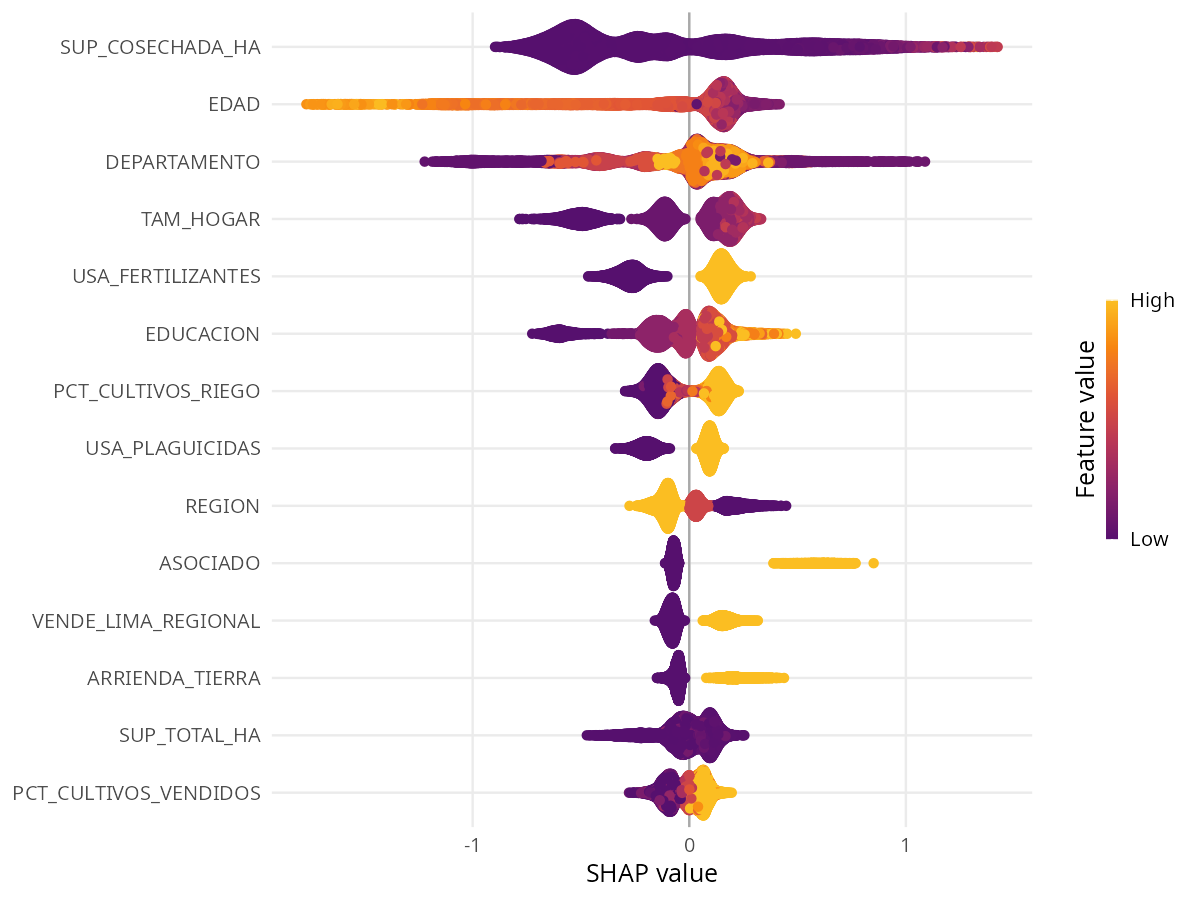 SUP_COSECHADA_HA
EDAD
DEPARTAMENTO
TAM_HOGAR
USA_FERTILIZANTES
EDUCACION
PCT_CULTIVOS_RIEGO
USA_PLAGUICIDAS
REGION
ASOCIADO
VENDE_LIMA_REGIONAL
ARRIENDA_TIERRA
SUP_TOTAL_HA
PCT_CULTIVOS_VENDIDOS
-1 0 1
SHAP value
Feature value
High
Low